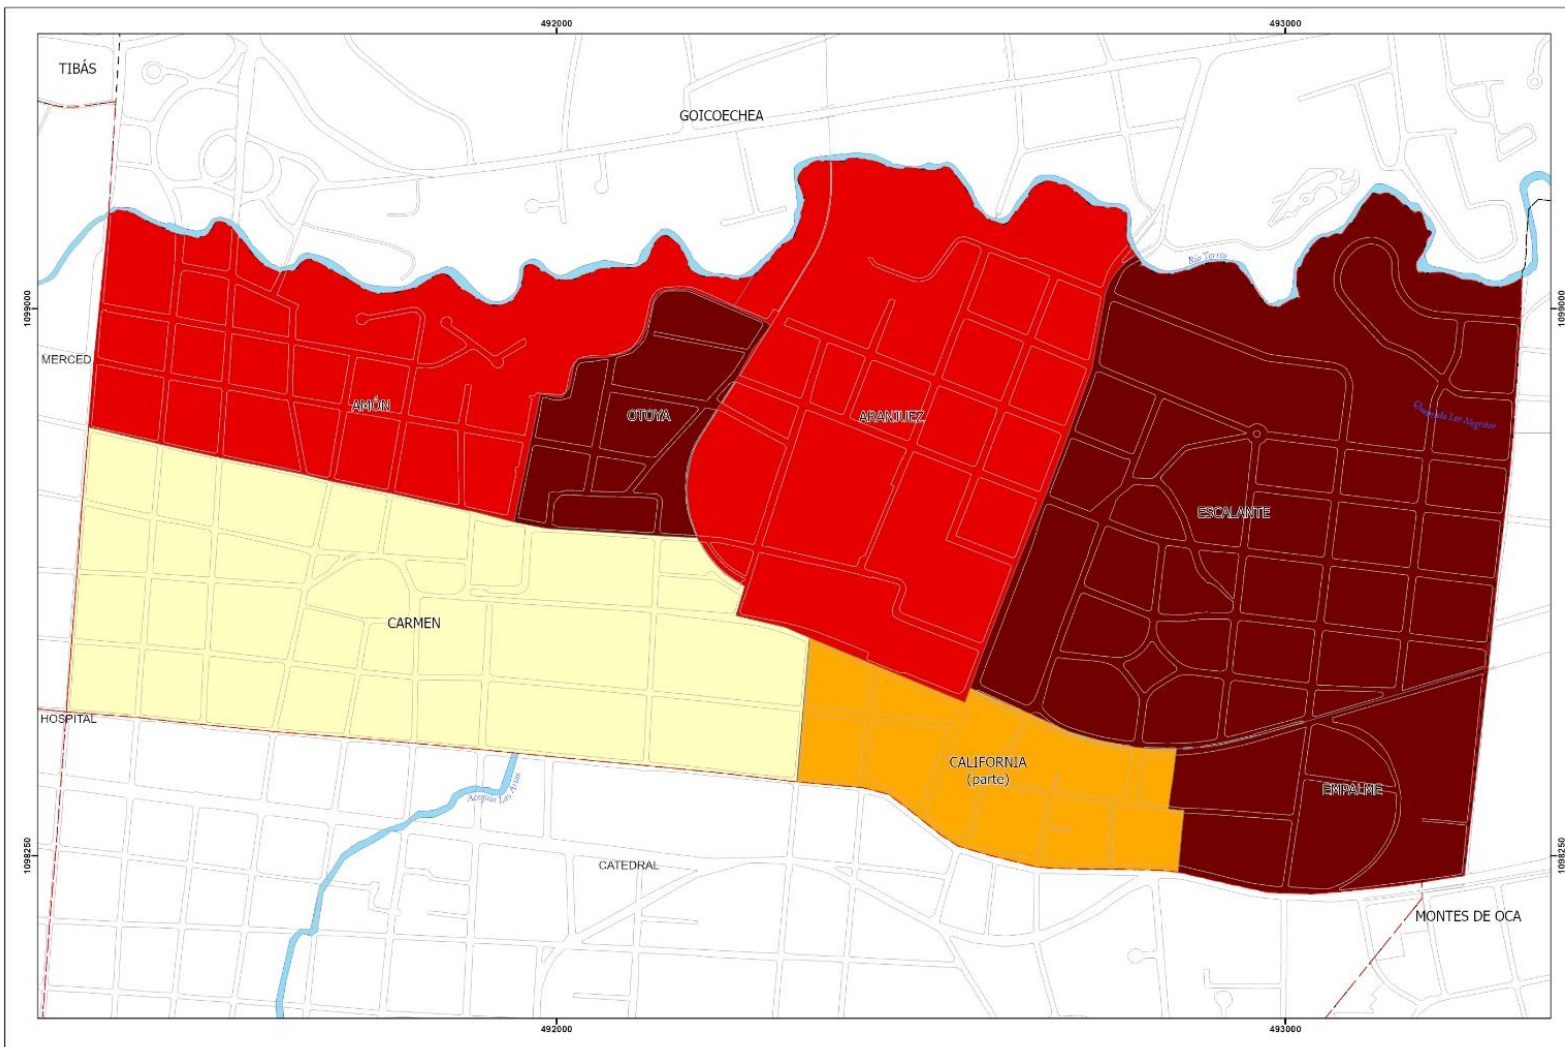 492000
493000
TIBÁS
GOICOECHEA
Río Torres
1099000
1099000
MERCED
AMÓN
OTOYA
ARANJUEZ
Quebrada Los Negritos
ESCALANTE
CARMEN
HOSPITAL
CALIFORNIA
(parte)
EMPALME
Acequia Las Arias
1098250
1098250
CATEDRAL
MONTES DE OCA
492000
493000